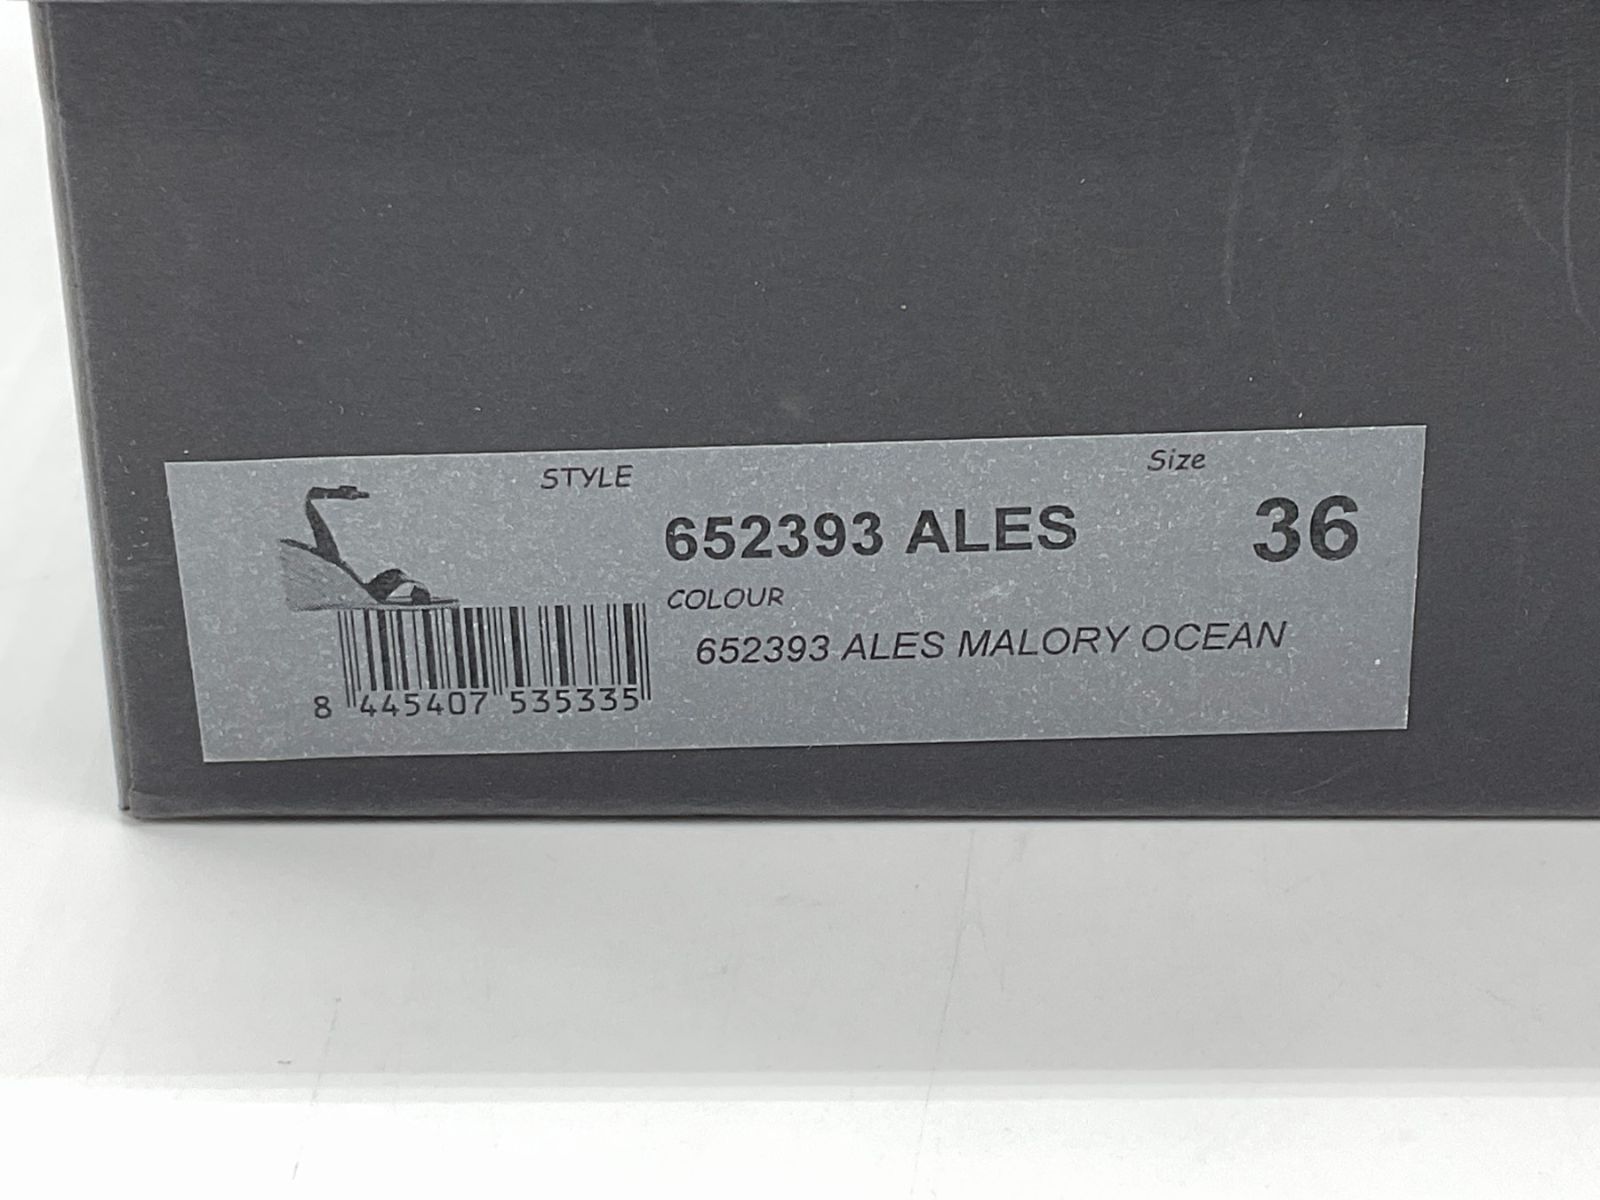 STYLE
Size
652393 ALES
36
COLOUR
652393 ALES MALORY OCEAN
8 445407 535335